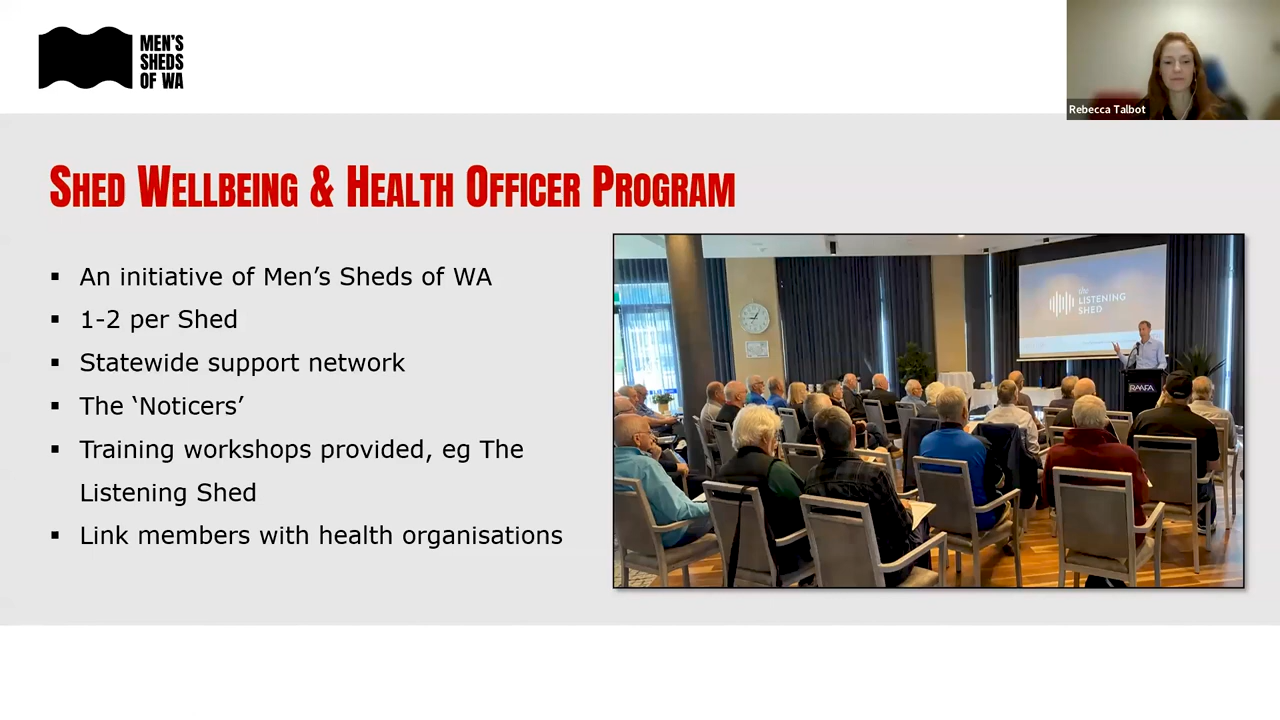 MEN'S
SHEDS
OF WA
Rebecca Talbot
SHED WELLBEING & HEALTH OFFICER PROGRAM
▪ An initiative of Men’s Sheds of WA
▪ 1-2 per Shed
▪ Statewide support network
▪ The ‘Noticers’
▪ Training workshops provided, eg The
Listening Shed
▪ Link members with health organisations
the
LISTENING
SHED
RAAFA